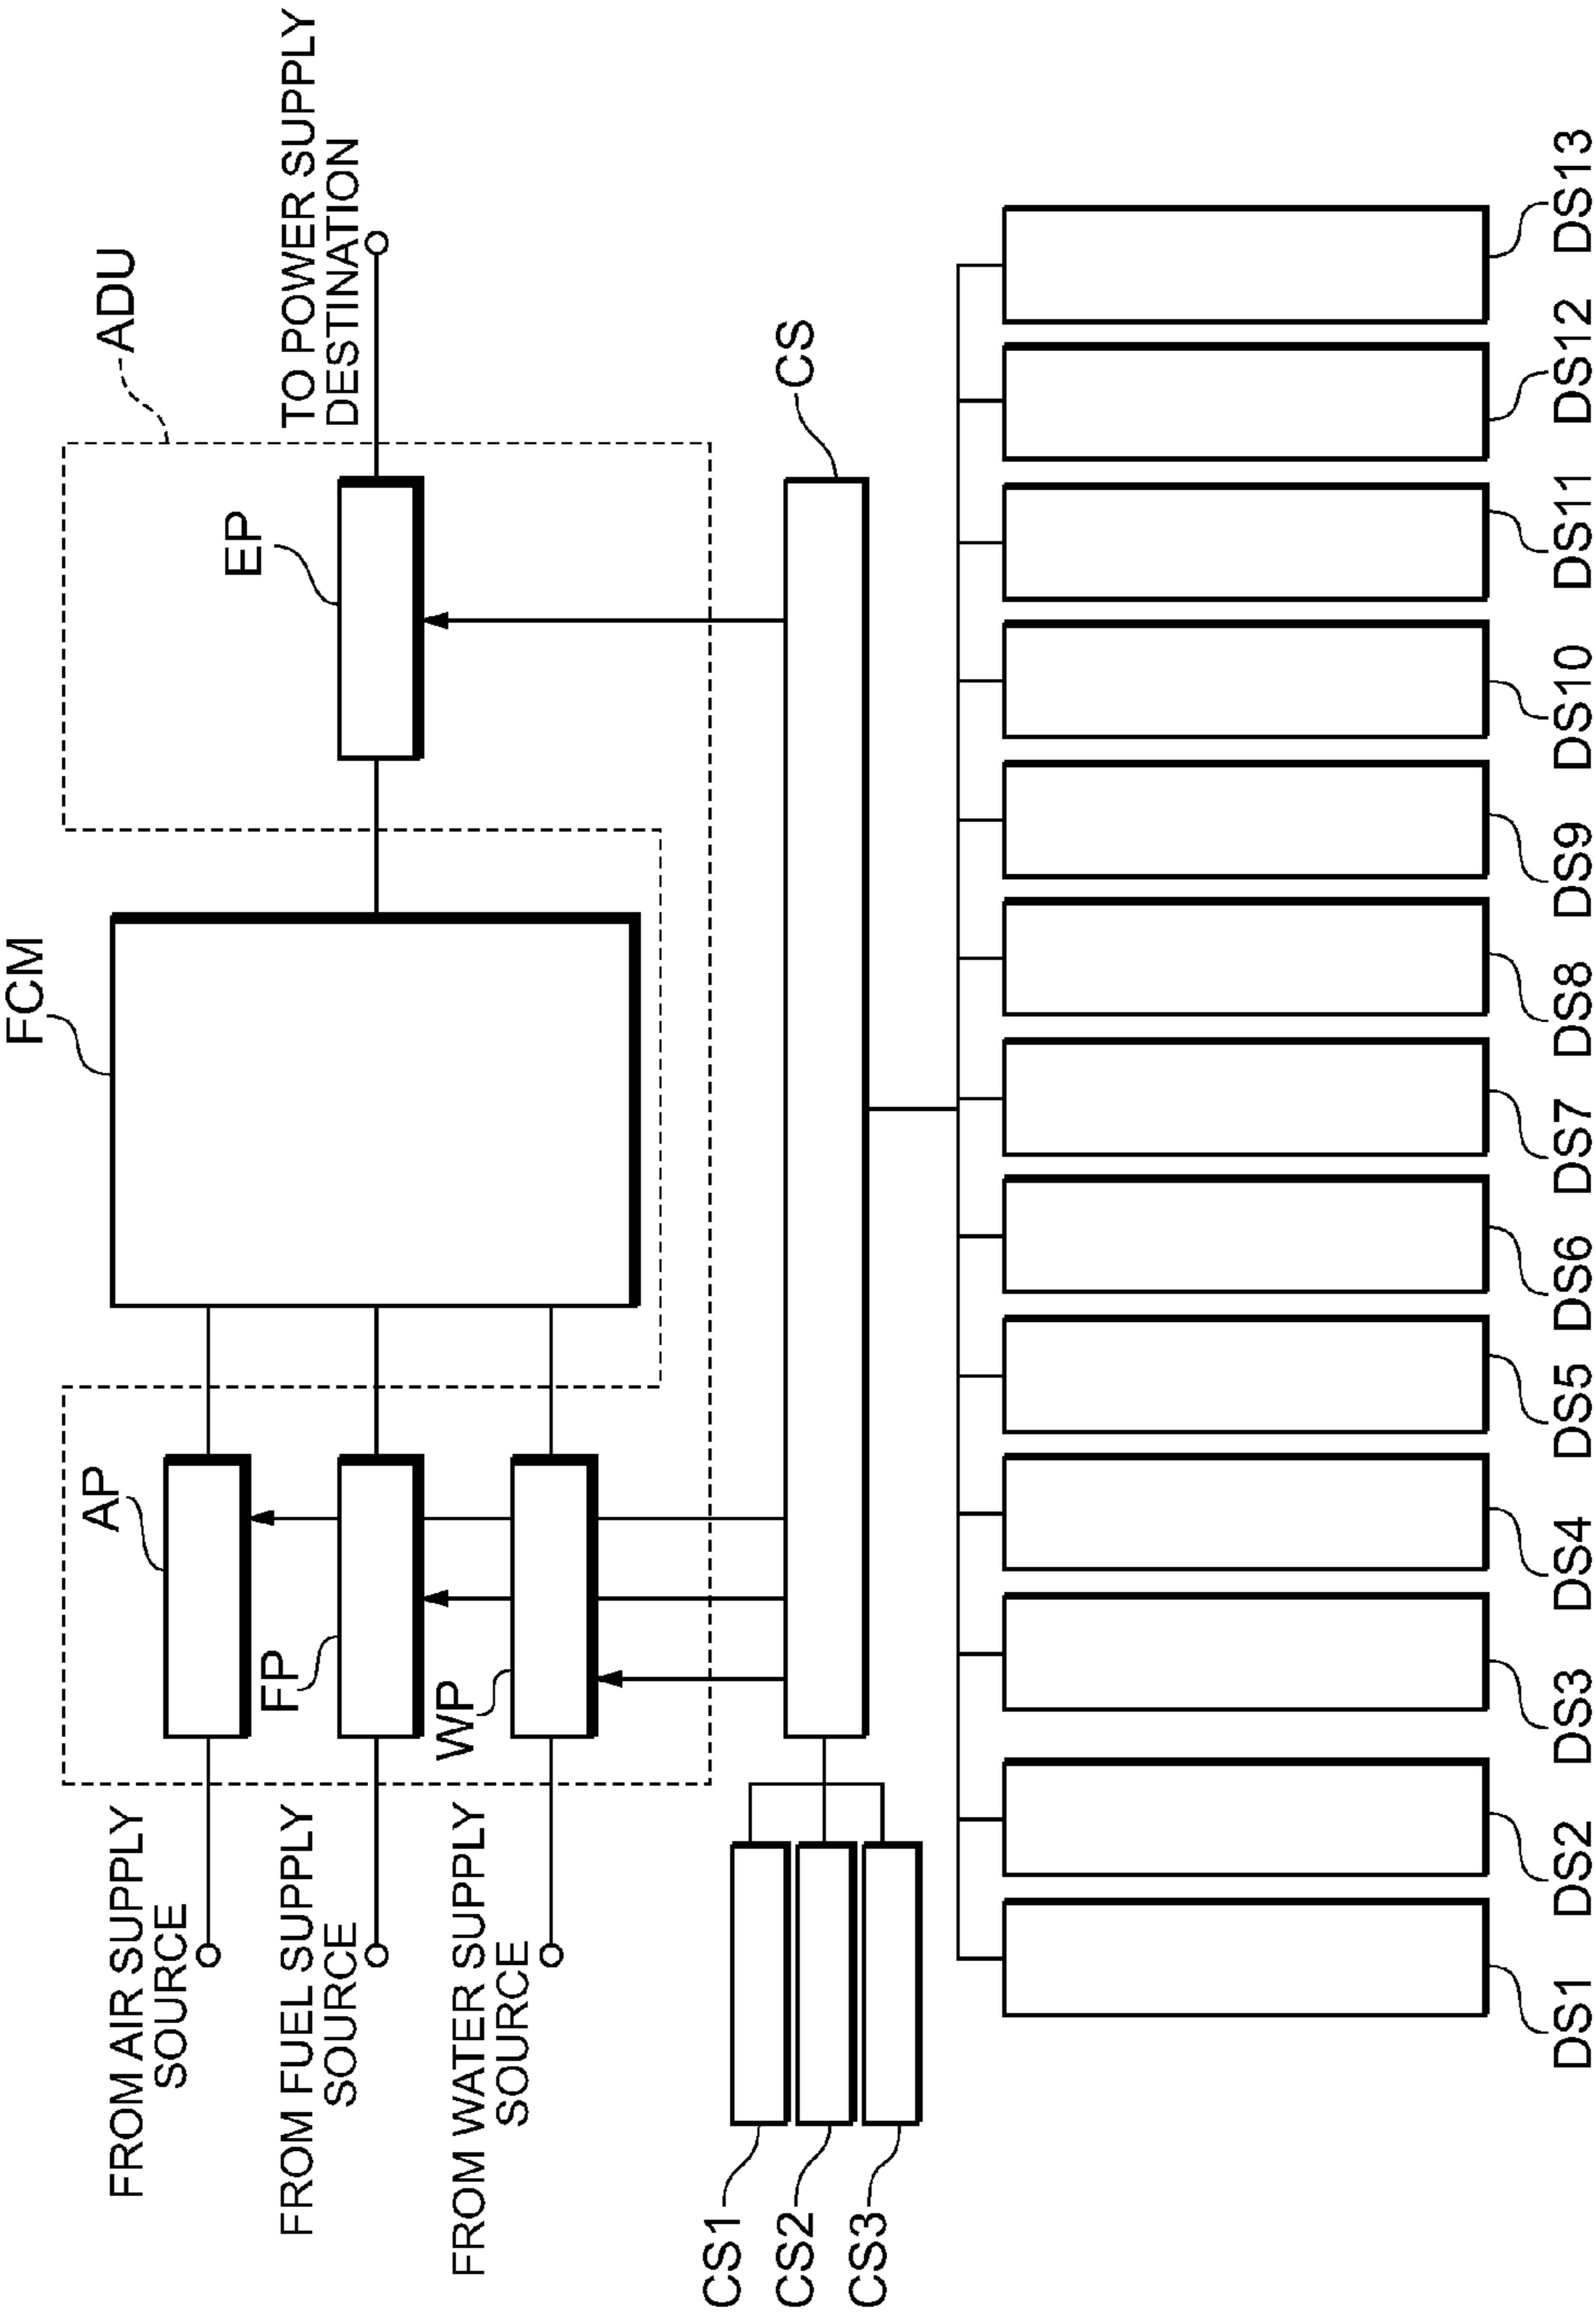 FCM
ADU
AP
EP
TO POWER SUPPLY
DESTINATION
FROM AIR SUPPLY
SOURCE
FP
FROM FUEL SUPPLY
SOURCE
WP
FROM WATER SUPPLY
SOURCE
CS
CS1
CS2
CS3
DS1
DS2
DS3
DS4
DS5
DS6
DS7
DS8
DS9
DS10
DS11
DS12
DS13